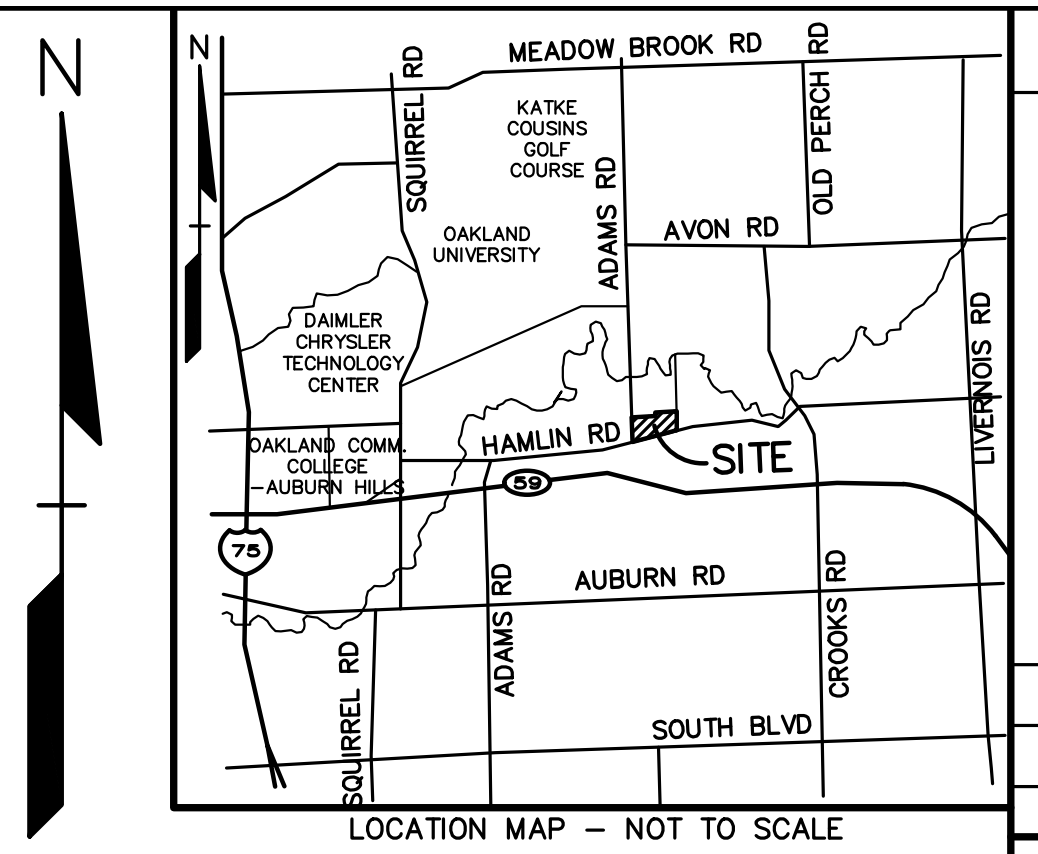 N
N
MEADOW BROOK RD
SQUIRREL RD
OLD PERCH RD
KATKE
COUSINS
GOLF
COURSE
ADAMS RD
AVON RD
OAKLAND
UNIVERSITY
DAIMLER
CHRYSLER
TECHNOLOGY
CENTER
LIVERNOIS RD
OAKLAND COMM.
COLLEGE
-AUBURN HILLS
HAMLIN RD
SITE
59
75
AUBURN RD
ADAMS RD
CROOKS RD
SQUIRREL RD
SOUTH BLVD
LOCATION MAP - NOT TO SCALE